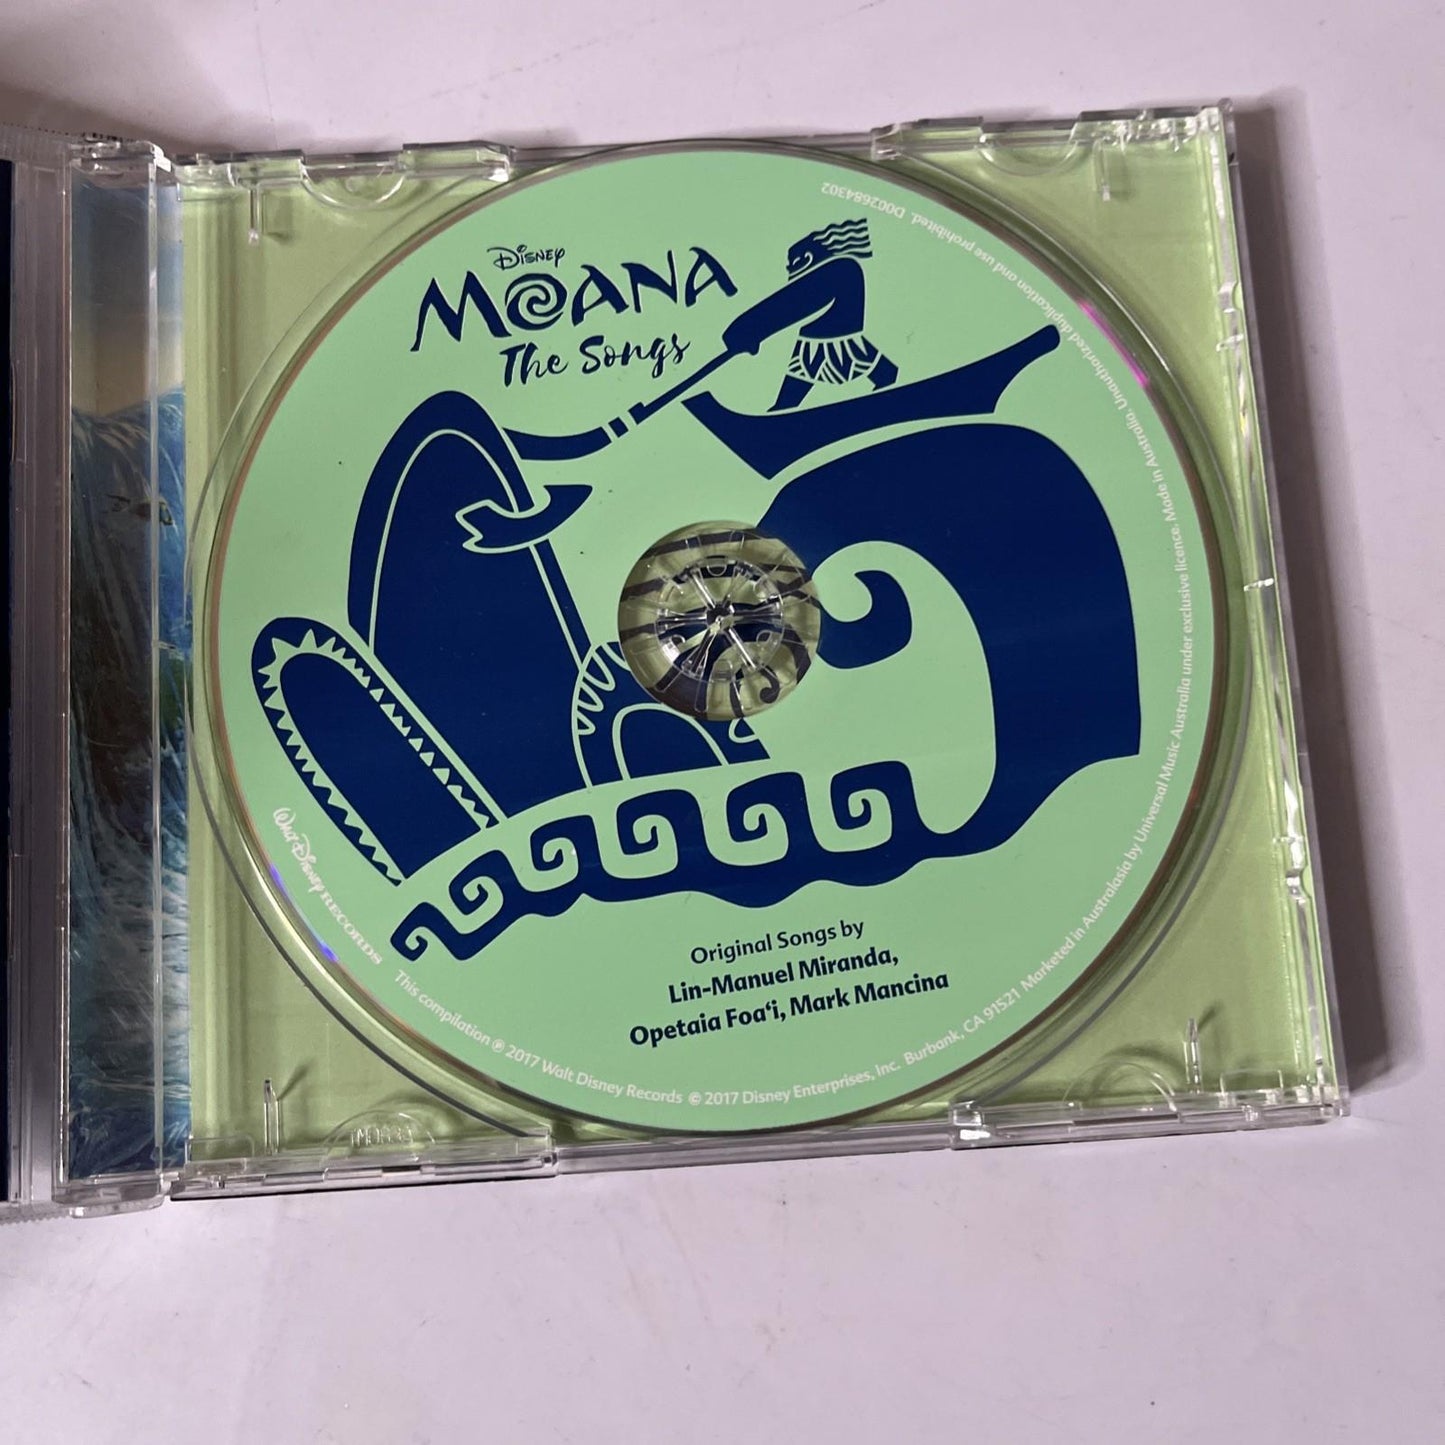 Disney
MOANA
The Songs
Original Songs by
Lin-Manuel Miranda,
Opetaia Foaʻi, Mark Mancina
Walt Disney RECORDS
This compilation ℗ 2017 Walt Disney Records © 2017 Disney Enterprises, Inc. Burbank, CA 91521 Marketed in Australasia by Universal Music Australia under exclusive licence. Made in Australia. Unauthorized duplication and use prohibited. D002684302